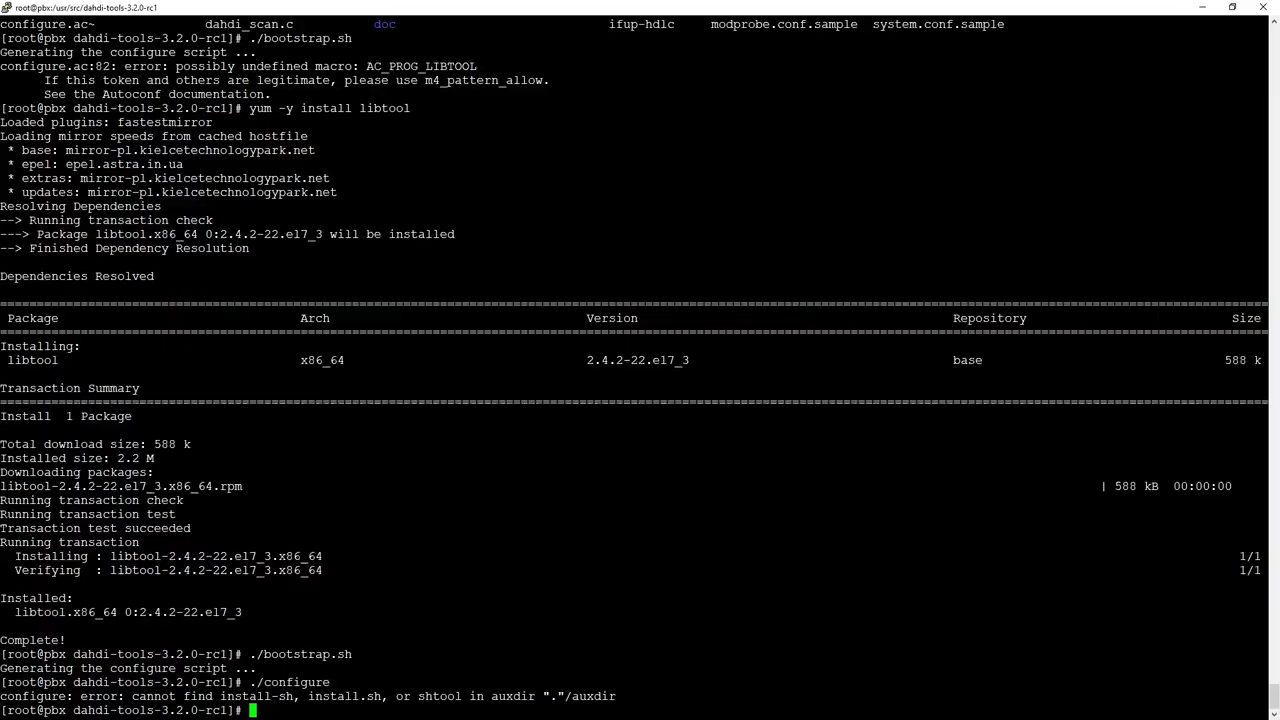 root@pbx:/usr/src/dahdi-tools-3.2.0-rc1
configure.ac~ dahdi_scan.c doc ifup-hdlc modprobe.conf.sample system.conf.sample
[root@pbx dahdi-tools-3.2.0-rc1]# ./bootstrap.sh
Generating the configure script ...
configure.ac:82: error: possibly undefined macro: AC_PROG_LIBTOOL
If this token and others are legitimate, please use m4_pattern_allow.
See the Autoconf documentation.
[root@pbx dahdi-tools-3.2.0-rc1]# yum -y install libtool
Loaded plugins: fastestmirror
Loading mirror speeds from cached hostfile
* base: mirror-pl.kielcetechnologypark.net
* epel: epel.astra.in.ua
* extras: mirror-pl.kielcetechnologypark.net
* updates: mirror-pl.kielcetechnologypark.net
Resolving Dependencies
--> Running transaction check
---> Package libtool.x86_64 0:2.4.2-22.el7_3 will be installed
--> Finished Dependency Resolution
Dependencies Resolved
================================================================================
Package Arch Version Repository Size
================================================================================
Installing:
libtool x86_64 2.4.2-22.el7_3 base 588 k
Transaction Summary
================================================================================
Install 1 Package
Total download size: 588 k
Installed size: 2.2 M
Downloading packages:
libtool-2.4.2-22.el7_3.x86_64.rpm | 588 kB 00:00:00
Running transaction check
Running transaction test
Transaction test succeeded
Running transaction
Installing : libtool-2.4.2-22.el7_3.x86_64 1/1
Verifying : libtool-2.4.2-22.el7_3.x86_64 1/1
Installed:
libtool.x86_64 0:2.4.2-22.el7_3
Complete!
[root@pbx dahdi-tools-3.2.0-rc1]# ./bootstrap.sh
Generating the configure script ...
[root@pbx dahdi-tools-3.2.0-rc1]# ./configure
configure: error: cannot find install-sh, install.sh, or shtool in auxdir "."/auxdir
[root@pbx dahdi-tools-3.2.0-rc1]#